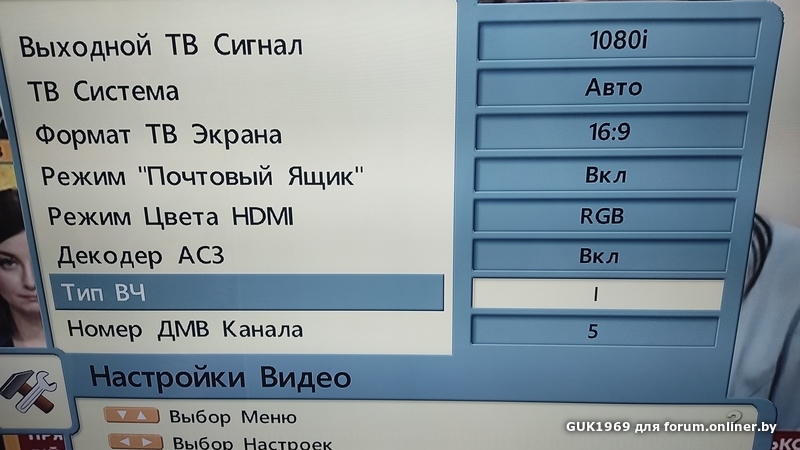 Выходной ТВ Сигнал 1080i
ТВ Система Авто
Формат ТВ Экрана 16:9
Режим "Почтовый Ящик" Вкл
Режим Цвета HDMI RGB
Декодер AC3 Вкл
Тип ВЧ I
Номер ДМВ Канала 5
Настройки Видео
Выбор Меню ?
Выбор Настроек
GUK1969 для forum.onliner.by